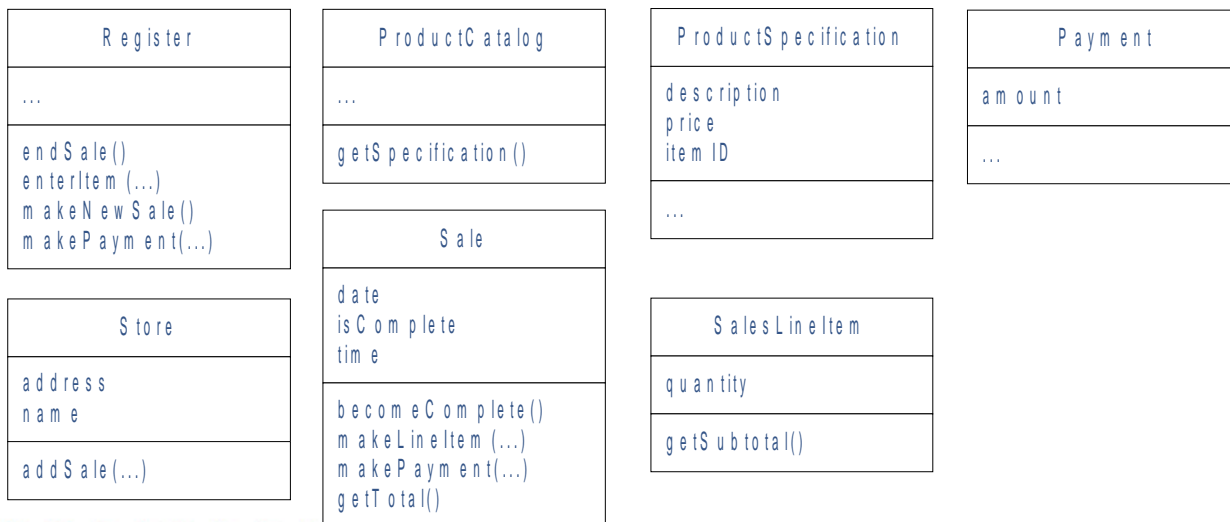 Register
...
endSale()
enterItem(...)
makeNewSale()
makePayment(...)
ProductCatalog
...
getSpecification()
ProductSpecification
description
price
itemID
...
Payment
amount
...
Store
address
name
addSale(...)
Sale
date
isComplete
time
becomeComplete()
makeLineItem(...)
makePayment(...)
getTotal()
SalesLineItem
quantity
getSubtotal()